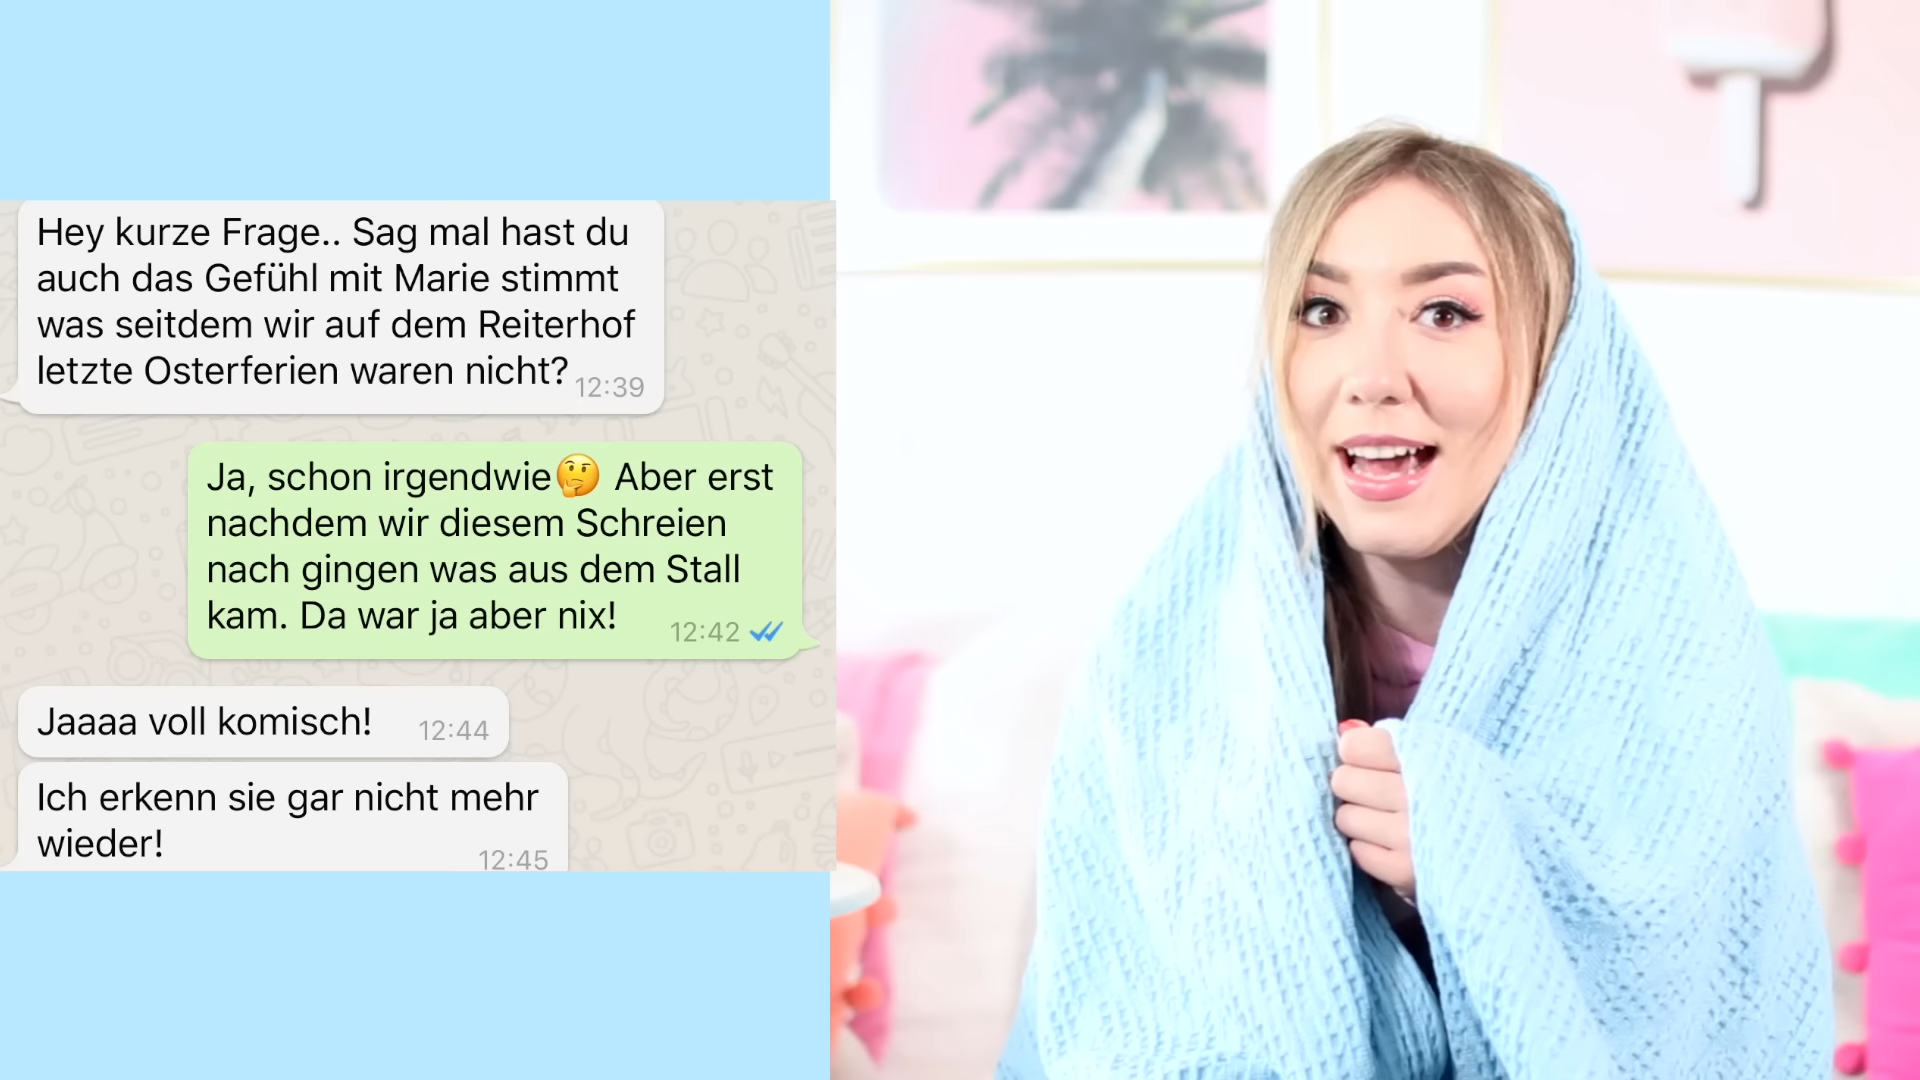 Hey kurze Frage.. Sag mal hast du
auch das Gefühl mit Marie stimmt
was seitdem wir auf dem Reiterhof
letzte Osterferien waren nicht? 12:39
Ja, schon irgendwie🤔 Aber erst
nachdem wir diesem Schreien
nach gingen was aus dem Stall
kam. Da war ja aber nix! 12:42
Jaaaa voll komisch! 12:44
Ich erkenn sie gar nicht mehr
wieder! 12:45